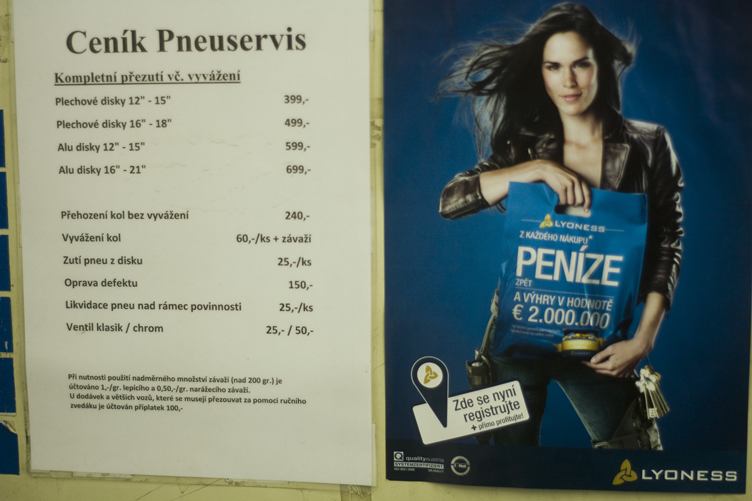 Ceník Pneuservis
Kompletní přezutí vč. vyvážení
Plechové disky 12" - 15" 399,-
Plechové disky 16" - 18" 499,-
Alu disky 12" - 15" 599,-
Alu disky 16" - 21" 699,-
Přehození kol bez vyvážení 240,-
Vyvážení kol 60,-/ks + závaží
Zutí pneu z disku 25,-/ks
Oprava defektu 150,-
Likvidace pneu nad rámec povinnosti 25,-/ks
Ventil klasik / chrom 25,- / 50,-
Při nutnosti použití nadměrného množství závaží (nad 200 gr.) je
účtováno 1,-/gr. lepícího a 0,50,-/gr. narážecího závaží.
U dodávek a větších vozů, které se musejí přezouvat za pomoci ručního
zvedáku je účtován příplatek 100,-
LYONESS
Z KAŽDÉHO NÁKUPU*
PENÍZE
ZPĚT
A VÝHRY V HODNOTĚ
€ 2.000.000
Zde se nyní
registrujte
+ přímo profitujte!
qualityaustria
SYSTEMZERTIFIZIERT
LYONESS